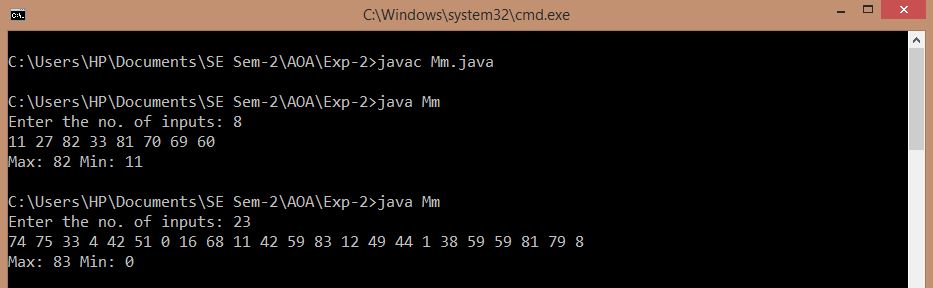 C:\Windows\system32\cmd.exe
C:\Users\HP\Documents\SE Sem-2\AOA\Exp-2>javac Mm.java
C:\Users\HP\Documents\SE Sem-2\AOA\Exp-2>java Mm
Enter the no. of inputs: 8
11 27 82 33 81 70 69 60
Max: 82 Min: 11
C:\Users\HP\Documents\SE Sem-2\AOA\Exp-2>java Mm
Enter the no. of inputs: 23
74 75 33 4 42 51 0 16 68 11 42 59 83 12 49 44 1 38 59 59 81 79 8
Max: 83 Min: 0